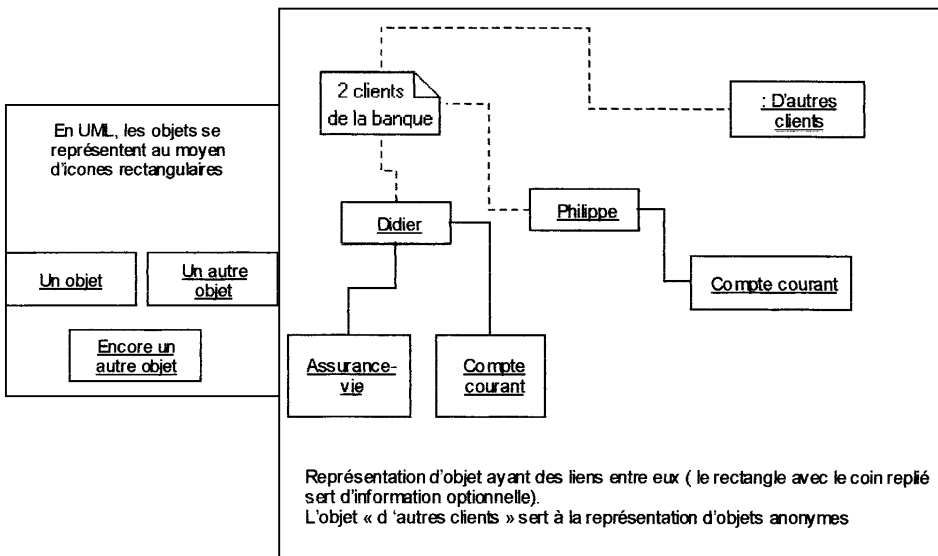 En UML, les objets se
représentent au moyen
d'icones rectangulaires
Un objet
Un autre
objet
Encore un
autre objet
2 clients
de la banque
: D'autres
clients
Didier
Philippe
Compte courant
Assurance-
vie
Compte
courant
Représentation d'objet ayant des liens entre eux ( le rectangle avec le coin replié
sert d'information optionnelle).
L'objet « d 'autres clients » sert à la représentation d'objets anonymes